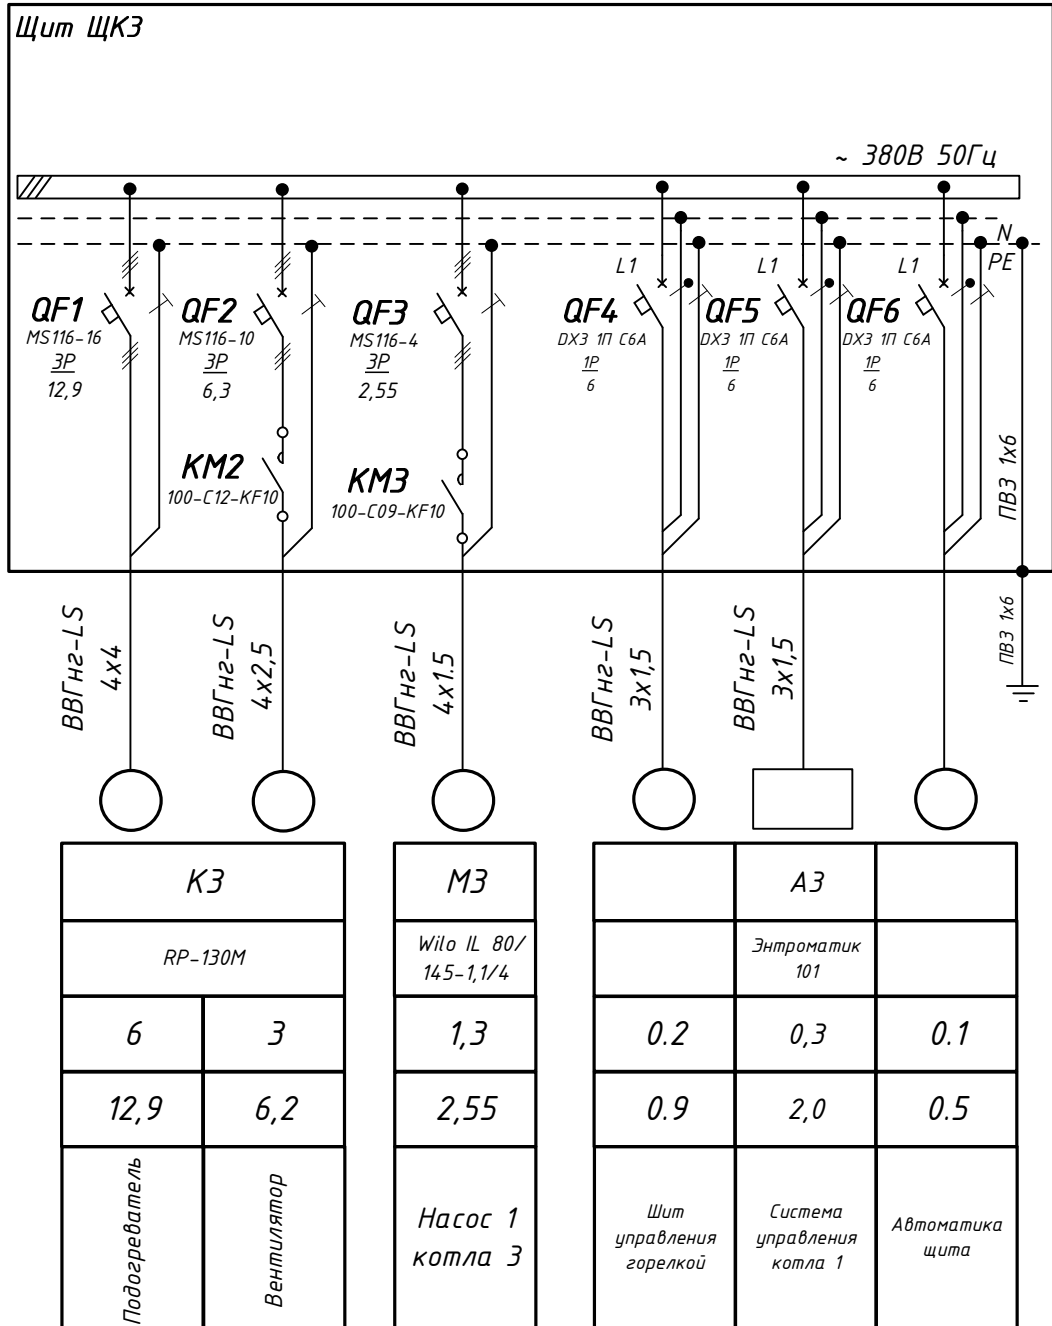 Щит ЩК3
~ 380В 50Гц
N
PE
L1
L1
L1
QF1
MS116-16
3P
12,9
QF2
MS116-10
3P
6,3
QF3
MS116-4
3P
2,55
QF4
DX3 1П C6A
1P
6
QF5
DX3 1П C6A
1P
6
QF6
DX3 1П C6A
1P
6
KM2
100-C12-KF10
KM3
100-C09-KF10
ПВ3 1х6
ВВГнг-LS
4х4
ВВГнг-LS
4х2,5
ВВГнг-LS
4х1.5
ВВГнг-LS
3х1,5
ВВГнг-LS
3х1,5
ПВ3 1х6
К3
М3
А3
RP-130M
Wilo IL 80/
145-1,1/4
Энтроматик
101
6
3
1,3
0.2
0,3
0.1
12,9
6,2
2,55
0.9
2,0
0.5
Подогреватель
Вентилятор
Насос 1
котла 3
Шит
управления
горелкой
Система
управления
котла 1
Автоматика
щита